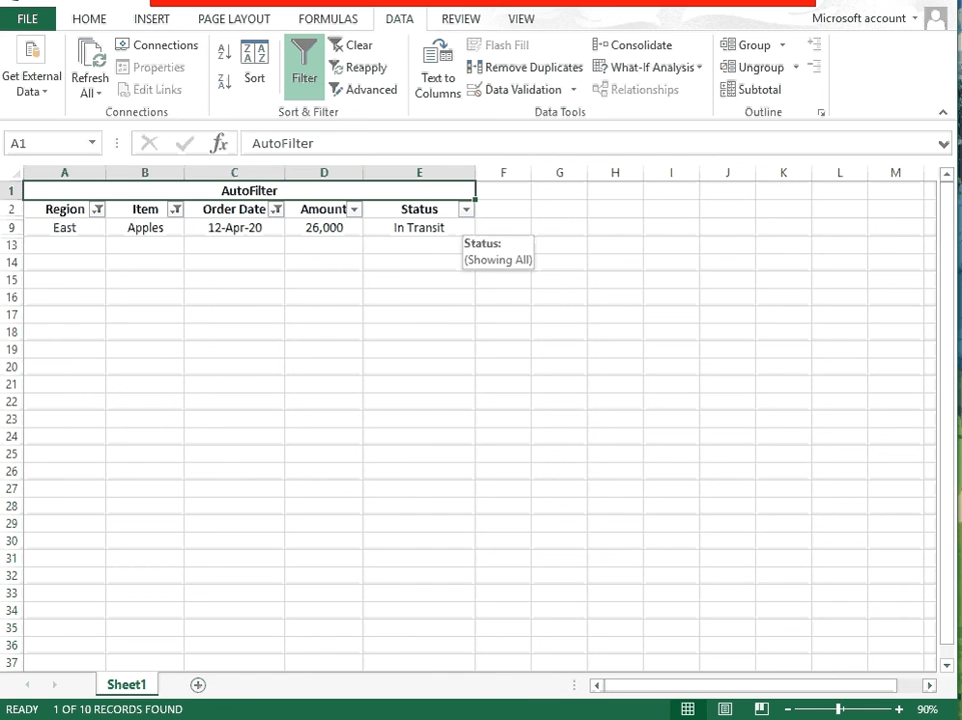 FILE HOME INSERT PAGE LAYOUT FORMULAS DATA REVIEW VIEW Microsoft account
Get External Data
Refresh All
Connections
Properties
Edit Links
Connections
A Z
Z A
Z A A Z
Sort
Filter
Clear
Reapply
Advanced
Sort & Filter
Text to Columns
Flash Fill
Remove Duplicates
Data Validation
Consolidate
What-If Analysis
Relationships
Data Tools
Group
Ungroup
Subtotal
Outline
A1 fx AutoFilter
A B C D E F G H I J K L M
1 AutoFilter
2 Region Item Order Date Amount Status
9 East Apples 12-Apr-20 26,000 In Transit
Status:
(Showing All)
13
14
15
16
17
18
19
20
21
22
23
24
25
26
27
28
29
30
31
32
33
34
35
36
37
Sheet1
READY 1 OF 10 RECORDS FOUND 90%